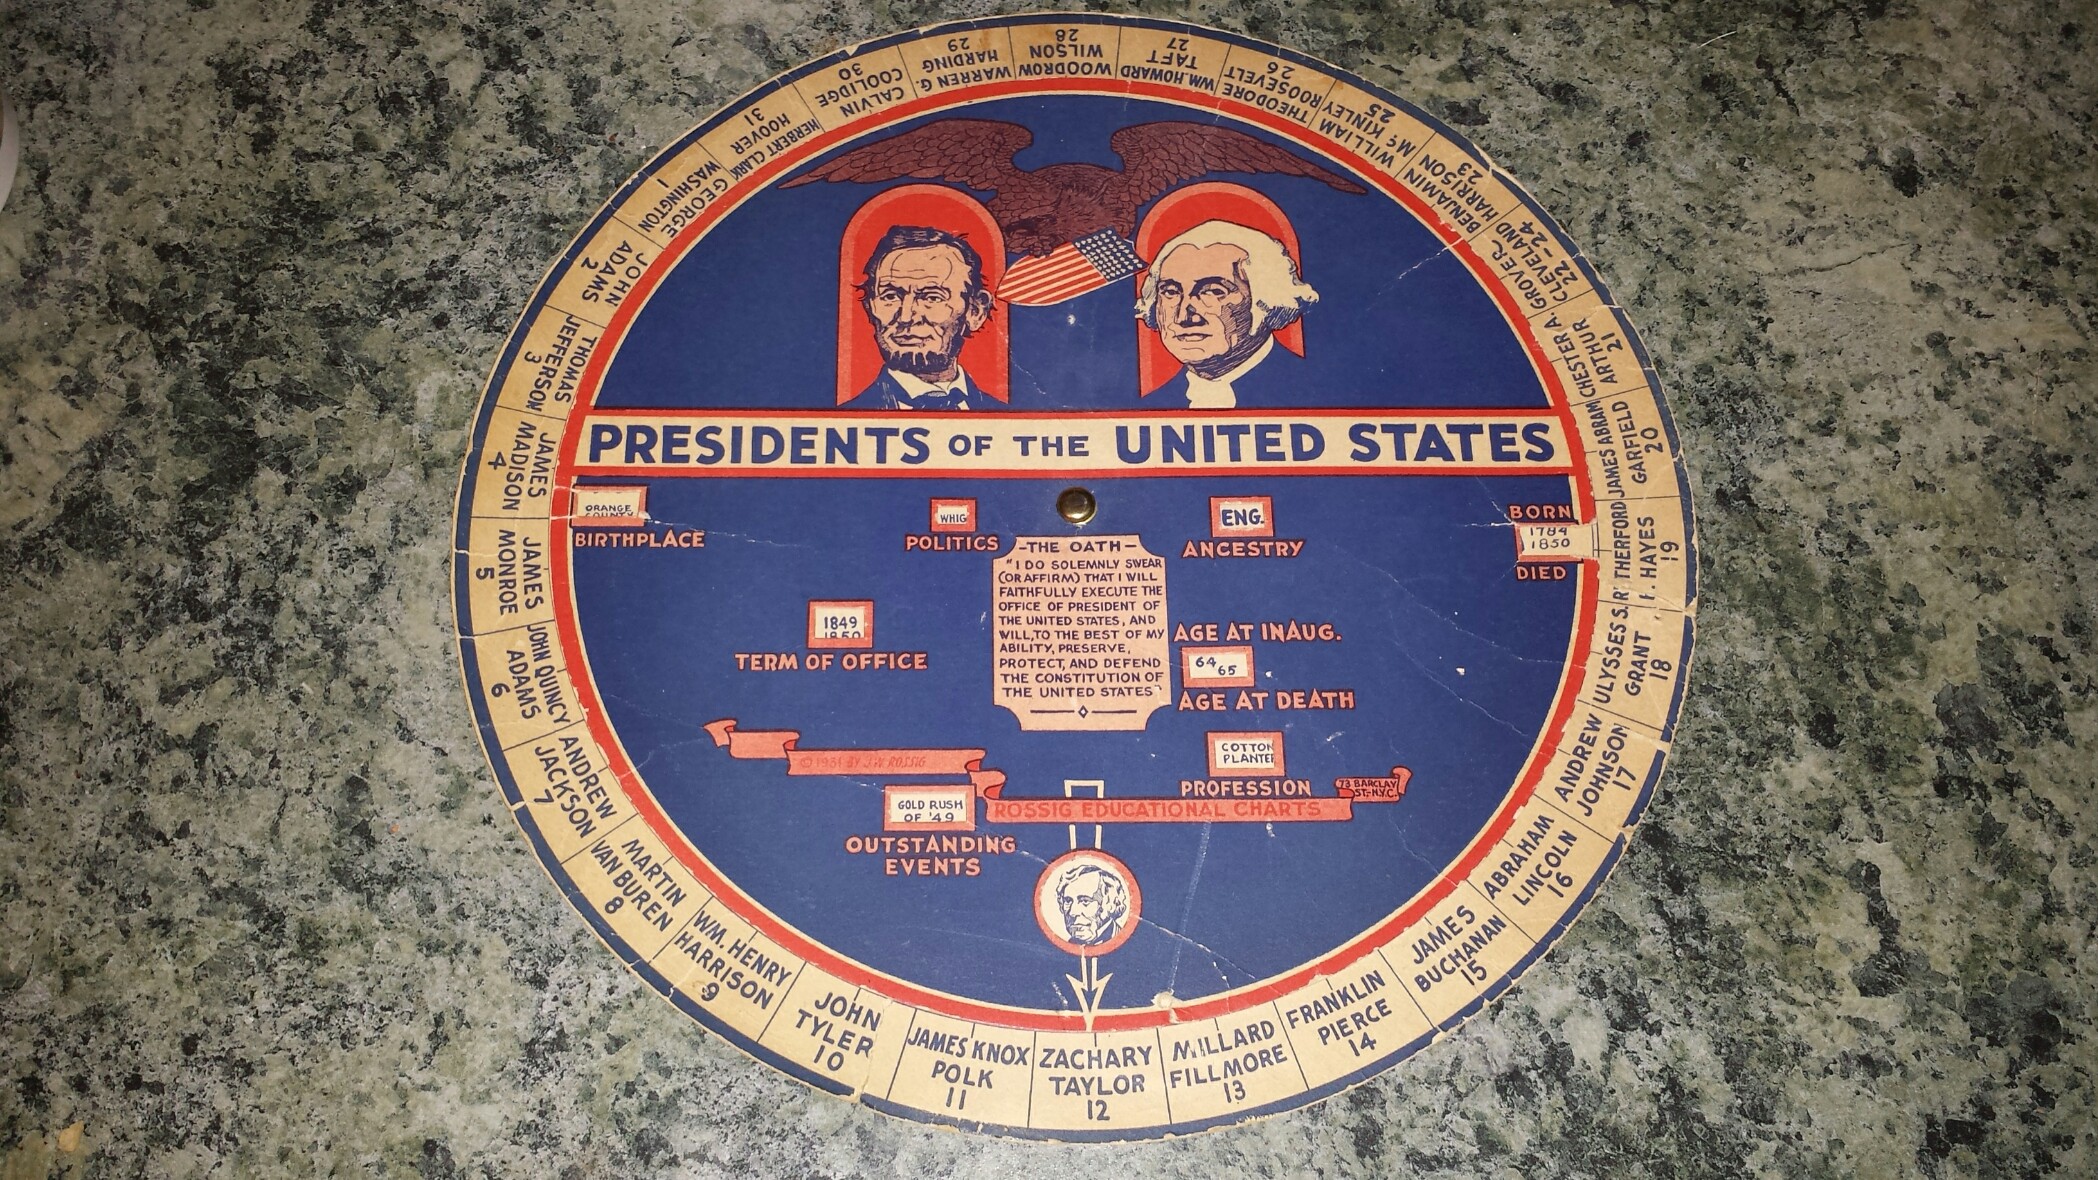 PRESIDENTS OF THE UNITED STATES
ORANGE
COUNTY
BIRTHPLACE
WHIG
POLITICS
ENG.
ANCESTRY
BORN
1784
1850
DIED
-THE OATH-
"I DO SOLEMNLY SWEAR
(OR AFFIRM) THAT I WILL
FAITHFULLY EXECUTE THE
OFFICE OF PRESIDENT OF
THE UNITED STATES, AND
WILL, TO THE BEST OF MY
ABILITY, PRESERVE,
PROTECT, AND DEFEND
THE CONSTITUTION OF
THE UNITED STATES"
1849
1850
TERM OF OFFICE
AGE AT INAUG.
64
65
AGE AT DEATH
© 1931 BY J.W. ROSSIG
COTTON
PLANTER
PROFESSION
73 BARCLAY
ST.-N.Y.C.
ROSSIG EDUCATIONAL CHARTS
GOLD RUSH
OF '49
OUTSTANDING
EVENTS
GEORGE
WASHINGTON
1
JOHN
ADAMS
2
THOMAS
JEFFERSON
3
JAMES
MADISON
4
JAMES
MONROE
5
JOHN QUINCY
ADAMS
6
ANDREW
JACKSON
7
MARTIN
VAN BUREN
8
WM. HENRY
HARRISON
9
JOHN
TYLER
10
JAMES KNOX
POLK
11
ZACHARY
TAYLOR
12
MILLARD
FILLMORE
13
FRANKLIN
PIERCE
14
JAMES
BUCHANAN
15
ABRAHAM
LINCOLN
16
ANDREW
JOHNSON
17
ULYSSES S.
GRANT
18
RTHERFORD
HAYES
19
JAMES ABRAM
GARFIELD
20
CHESTER A.
ARTHUR
21
GROVER
CLEVELAND
22-24
BENJAMIN
HARRISON
23
WILLIAM
McKINLEY
25
THEODORE
ROOSEVELT
26
WM. HOWARD
TAFT
27
WOODROW
WILSON
28
WARREN G.
HARDING
29
CALVIN
COOLIDGE
30
HERBERT CLARK
HOOVER
31